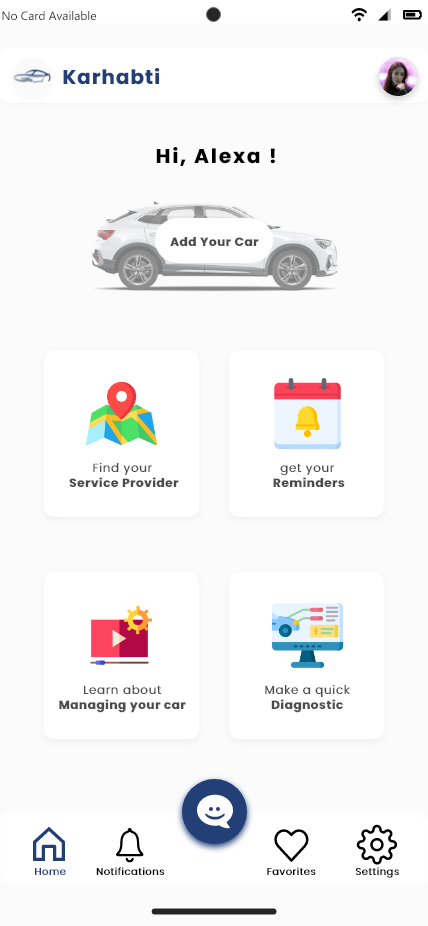 No Card Available
Karhabti
Hi, Alexa !
Add Your Car
Find your
Service Provider
get your
Reminders
Learn about
Managing your car
Make a quick
Diagnostic
Home
Notifications
Favorites
Settings